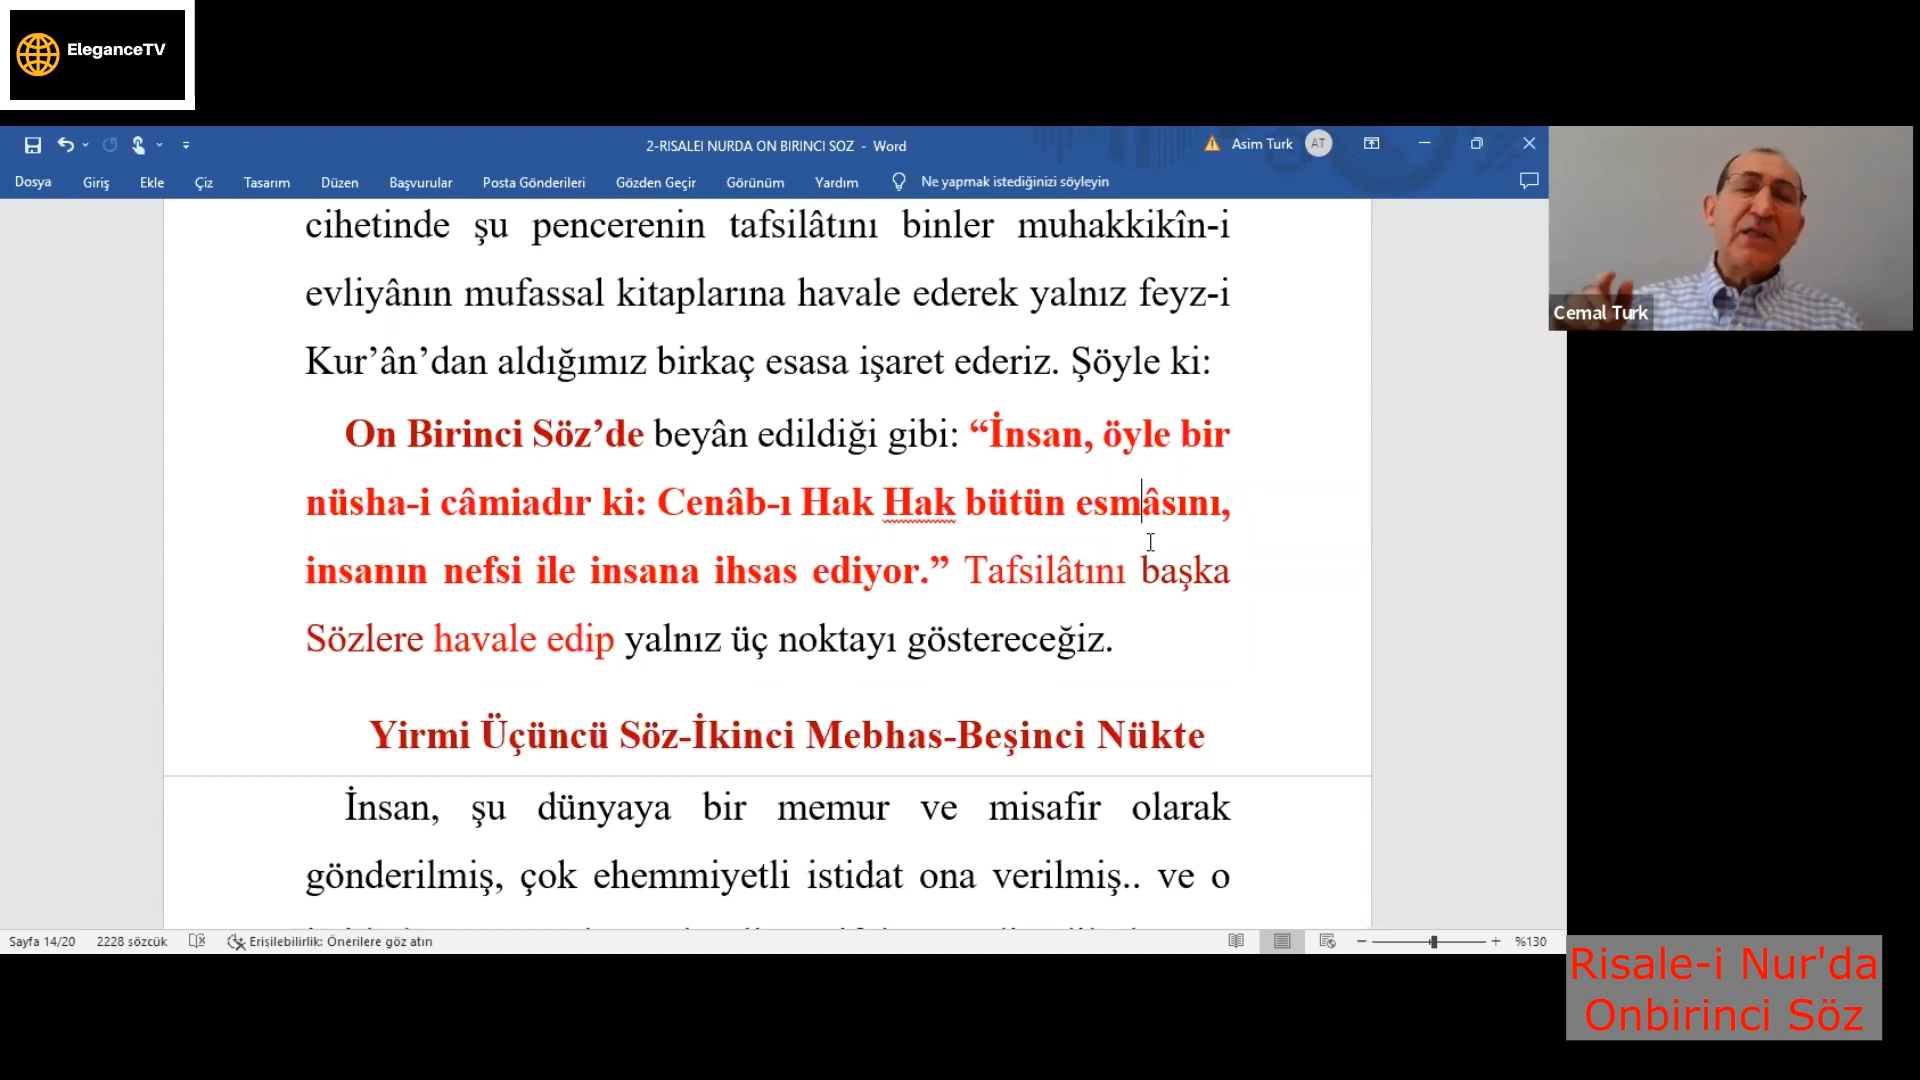 EleganceTV
2-RISALEI NURDA ON BIRINCI SOZ - Word
Asim Turk
AT
Dosya
Giriş
Ekle
Çiz
Tasarım
Düzen
Başvurular
Posta Gönderileri
Gözden Geçir
Görünüm
Yardım
Ne yapmak istediğinizi söyleyin
cihetinde şu pencerenin tafsilâtını binler muhakkikîn-i
evliyânın mufassal kitaplarına havale ederek yalnız feyz-i
Kur’ân’dan aldığımız birkaç esasa işaret ederiz. Şöyle ki:
On Birinci Söz’de beyân edildiği gibi: “İnsan, öyle bir
nüsha-i câmiadır ki: Cenâb-ı Hak Hak bütün esmâsını,
insanın nefsi ile insana ihsas ediyor.” Tafsilâtını başka
Sözlere havale edip yalnız üç noktayı göstereceğiz.
Yirmi Üçüncü Söz-İkinci Mebhas-Beşinci Nükte
İnsan, şu dünyaya bir memur ve misafir olarak
gönderilmiş, çok ehemmiyetli istidat ona verilmiş.. ve o
Cemal Turk
Sayfa 14/20
2228 sözcük
Erişilebilirlik: Önerilere göz atın
%130
Risale-i Nur'da
Onbirinci Söz